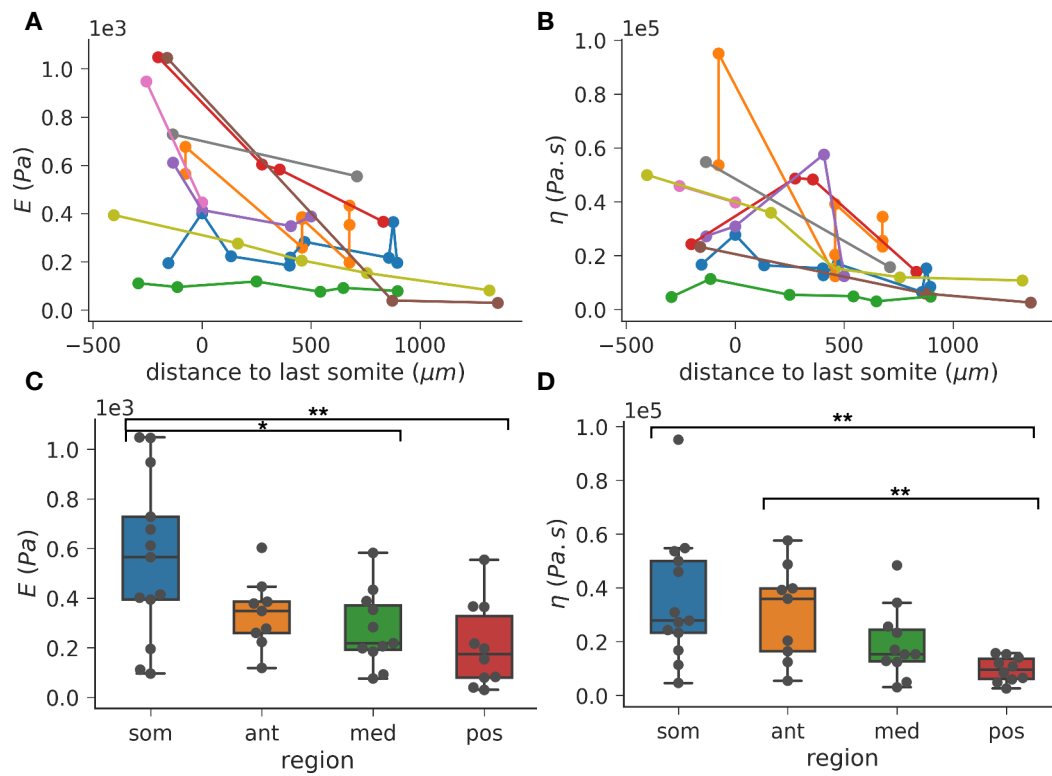 A
1e3
E (Pa)
1.0
0.8
0.6
0.4
0.2
0.0
−500 0 500 1000
distance to last somite (μm)
B
1e5
η (Pa. s)
1.0
0.8
0.6
0.4
0.2
0.0
−500 0 500 1000
distance to last somite (μm)
C
1e3
**
*
E (Pa)
1.0
0.8
0.6
0.4
0.2
0.0
som ant med pos
region
D
1e5
**
**
η (Pa. s)
1.0
0.8
0.6
0.4
0.2
0.0
som ant med pos
region